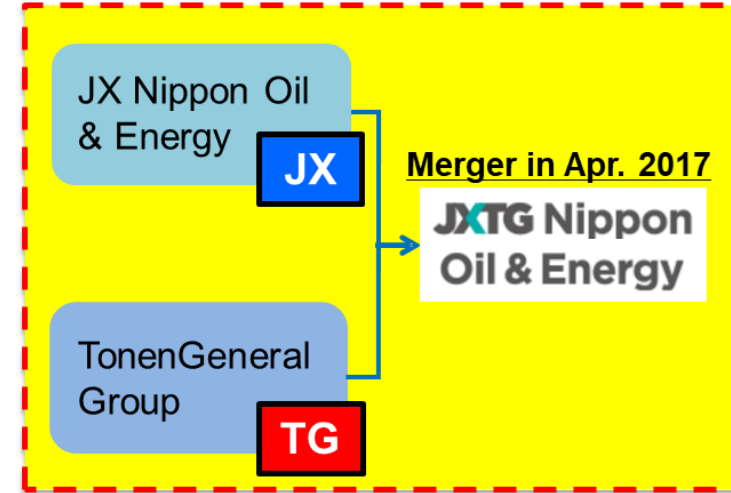 JX Nippon Oil
& Energy
JX
Merger in Apr. 2017
JXTG Nippon
Oil & Energy
TonenGeneral
Group
TG